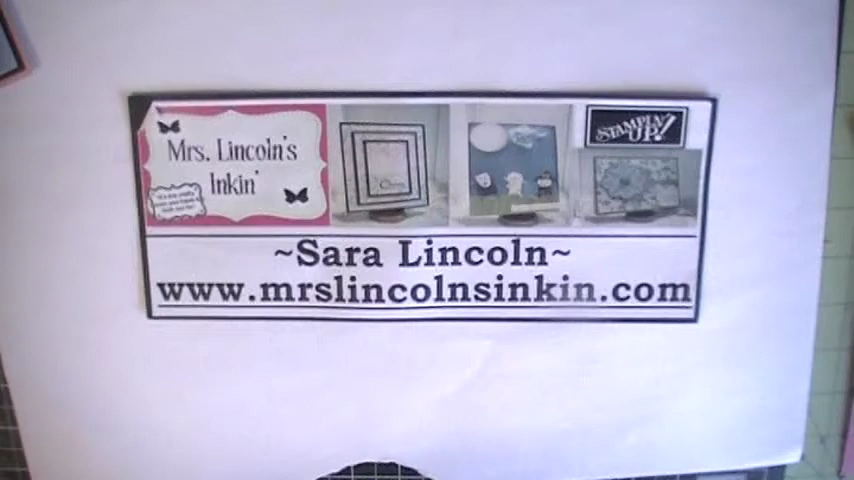 Mrs. Lincoln's
Inkin'
STAMPIN'
UP!
~Sara Lincoln~
www.mrslincolnsinkin.com